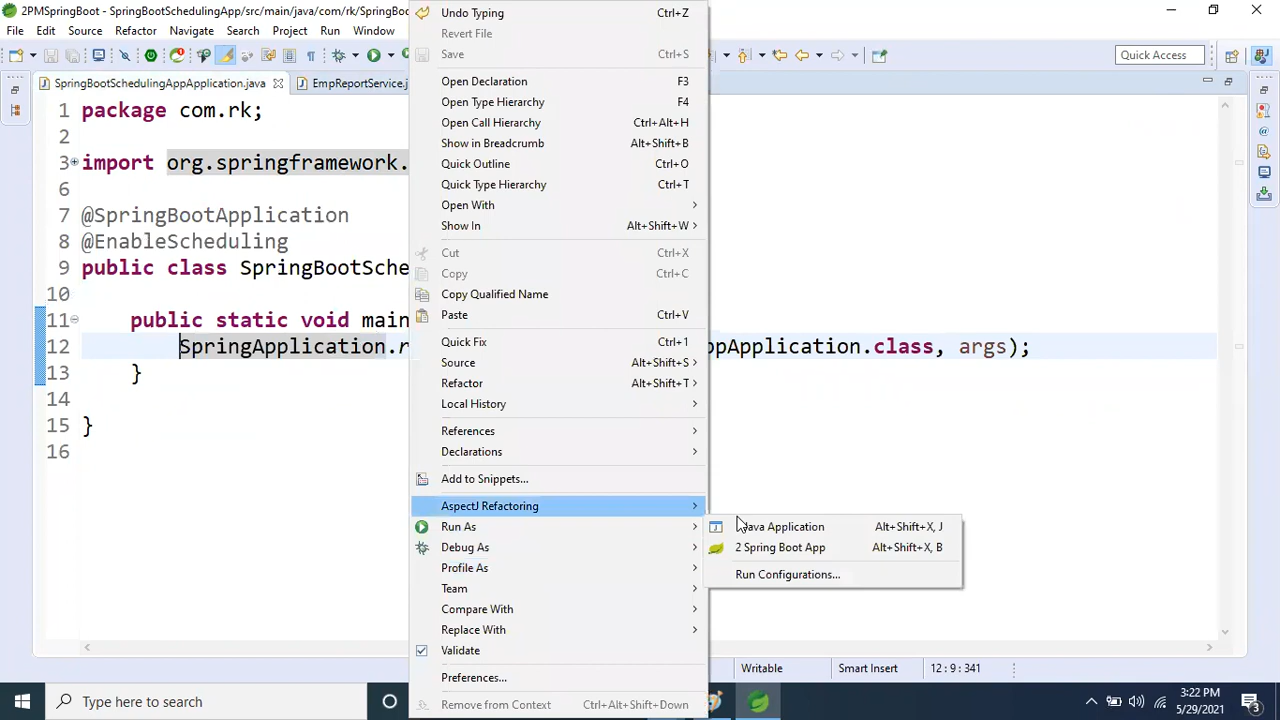 2PMSpringBoot - SpringBootSchedulingApp/src/main/java/com/rk/SpringBo
File Edit Source Refactor Navigate Search Project Run Window
Quick Access
SpringBootSchedulingAppApplication.java
EmpReportService.j
1 package com.rk;
2
3 import org.springframework.
6
7 @SpringBootApplication
8 @EnableScheduling
9 public class SpringBootSche
10
11 public static void main
12 SpringApplication.r ppApplication.class, args);
13 }
14
15 }
16
Undo Typing Ctrl+Z
Revert File
Save Ctrl+S
Open Declaration F3
Open Type Hierarchy F4
Open Call Hierarchy Ctrl+Alt+H
Show in Breadcrumb Alt+Shift+B
Quick Outline Ctrl+O
Quick Type Hierarchy Ctrl+T
Open With
Show In Alt+Shift+W
Cut Ctrl+X
Copy Ctrl+C
Copy Qualified Name
Paste Ctrl+V
Quick Fix Ctrl+1
Source Alt+Shift+S
Refactor Alt+Shift+T
Local History
References
Declarations
Add to Snippets...
AspectJ Refactoring
Run As
Debug As
Profile As
Team
Compare With
Replace With
Validate
Preferences...
Remove from Context Ctrl+Alt+Shift+Down
Java Application Alt+Shift+X, J
2 Spring Boot App Alt+Shift+X, B
Run Configurations...
Writable Smart Insert 12 : 9 : 341
Type here to search
3:22 PM
5/29/2021
3